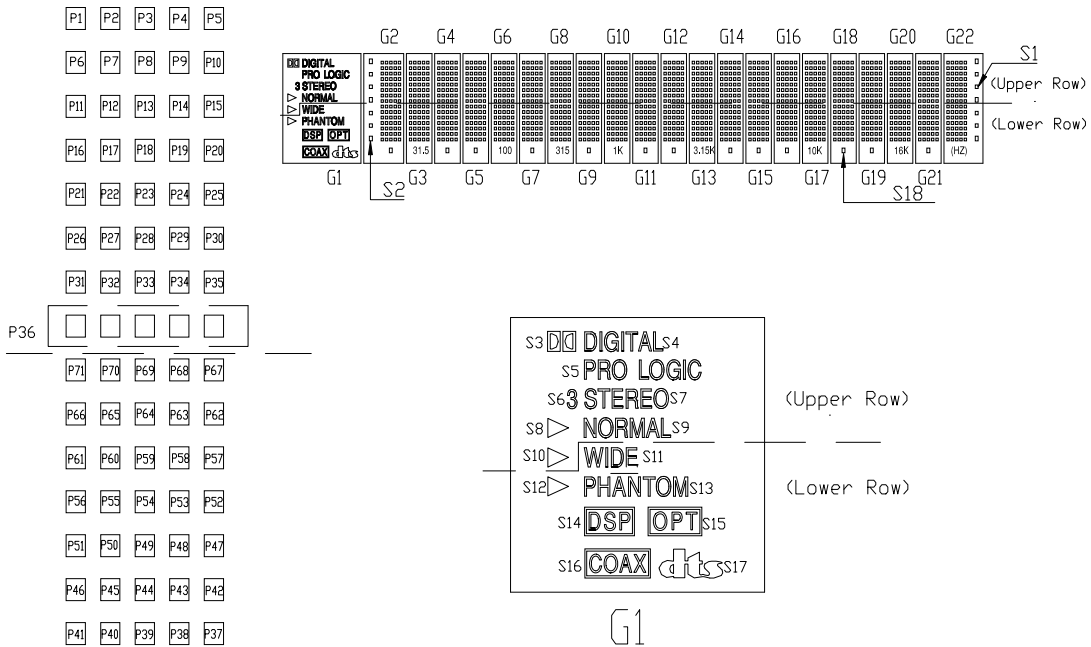 P1 P2 P3 P4 P5
P6 P7 P8 P9 P10
P11 P12 P13 P14 P15
P16 P17 P18 P19 P20
P21 P22 P23 P24 P25
P26 P27 P28 P29 P30
P31 P32 P33 P34 P35
P36
P71 P70 P69 P68 P67
P66 P65 P64 P63 P62
P61 P60 P59 P58 P57
P56 P55 P54 P53 P52
P51 P50 P49 P48 P47
P46 P45 P44 P43 P42
P41 P40 P39 P38 P37
G2 G4 G6 G8 G10 G12 G14 G16 G18 G20 G22
S1
DIGITAL
PRO LOGIC
3 STEREO
NORMAL
WIDE
PHANTOM
DSP OPT
COAX dts
(Upper Row)
(Lower Row)
31.5 100 315 1K 3.15K 10K 16K (HZ)
G1 G3 G5 G7 G9 G11 G13 G15 G17 G19 G21
S2 S18
S3 DIGITAL S4
S5 PRO LOGIC
S6 3 STEREO S7
S8 NORMAL S9
S10 WIDE S11
S12 PHANTOM S13
S14 DSP OPT S15
S16 COAX dts S17
(Upper Row)
(Lower Row)
G1